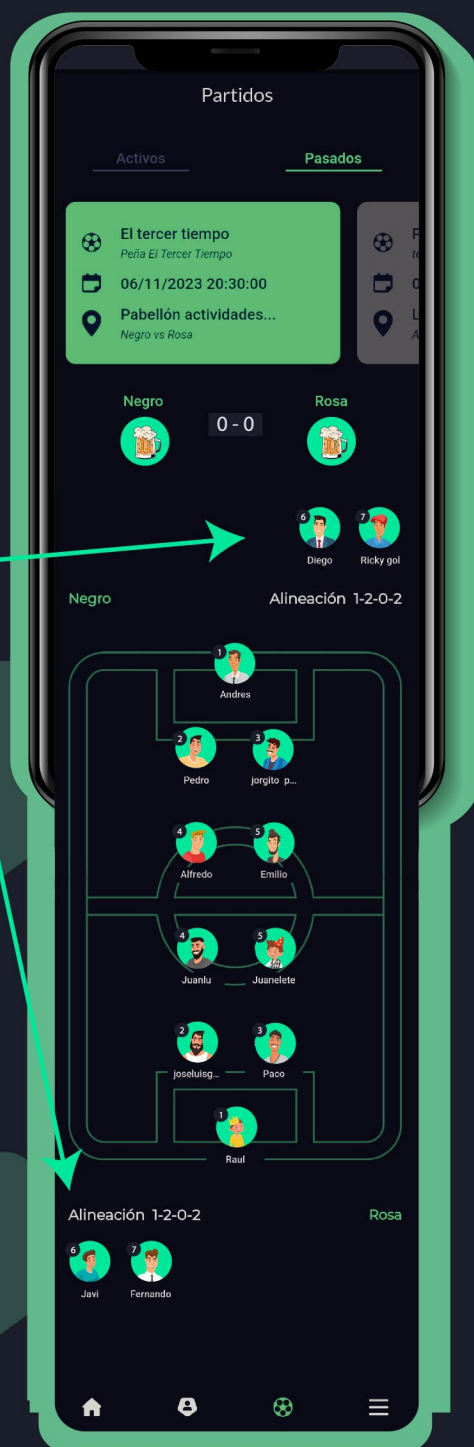 Partidos
Activos
Pasados
El tercer tiempo
Peña El Tercer Tiempo
06/11/2023 20:30:00
Pabellón actividades...
Negro vs Rosa
Negro
0 - 0
Rosa
6
7
Diego
Ricky gol
Negro
Alineación 1-2-0-2
1
Andres
2
3
Pedro
jorgito p...
4
5
Alfredo
Emilio
4
5
Juanlu
Juanelete
2
3
joseluisg...
Paco
1
Raul
Alineación 1-2-0-2
Rosa
6
7
Javi
Fernando